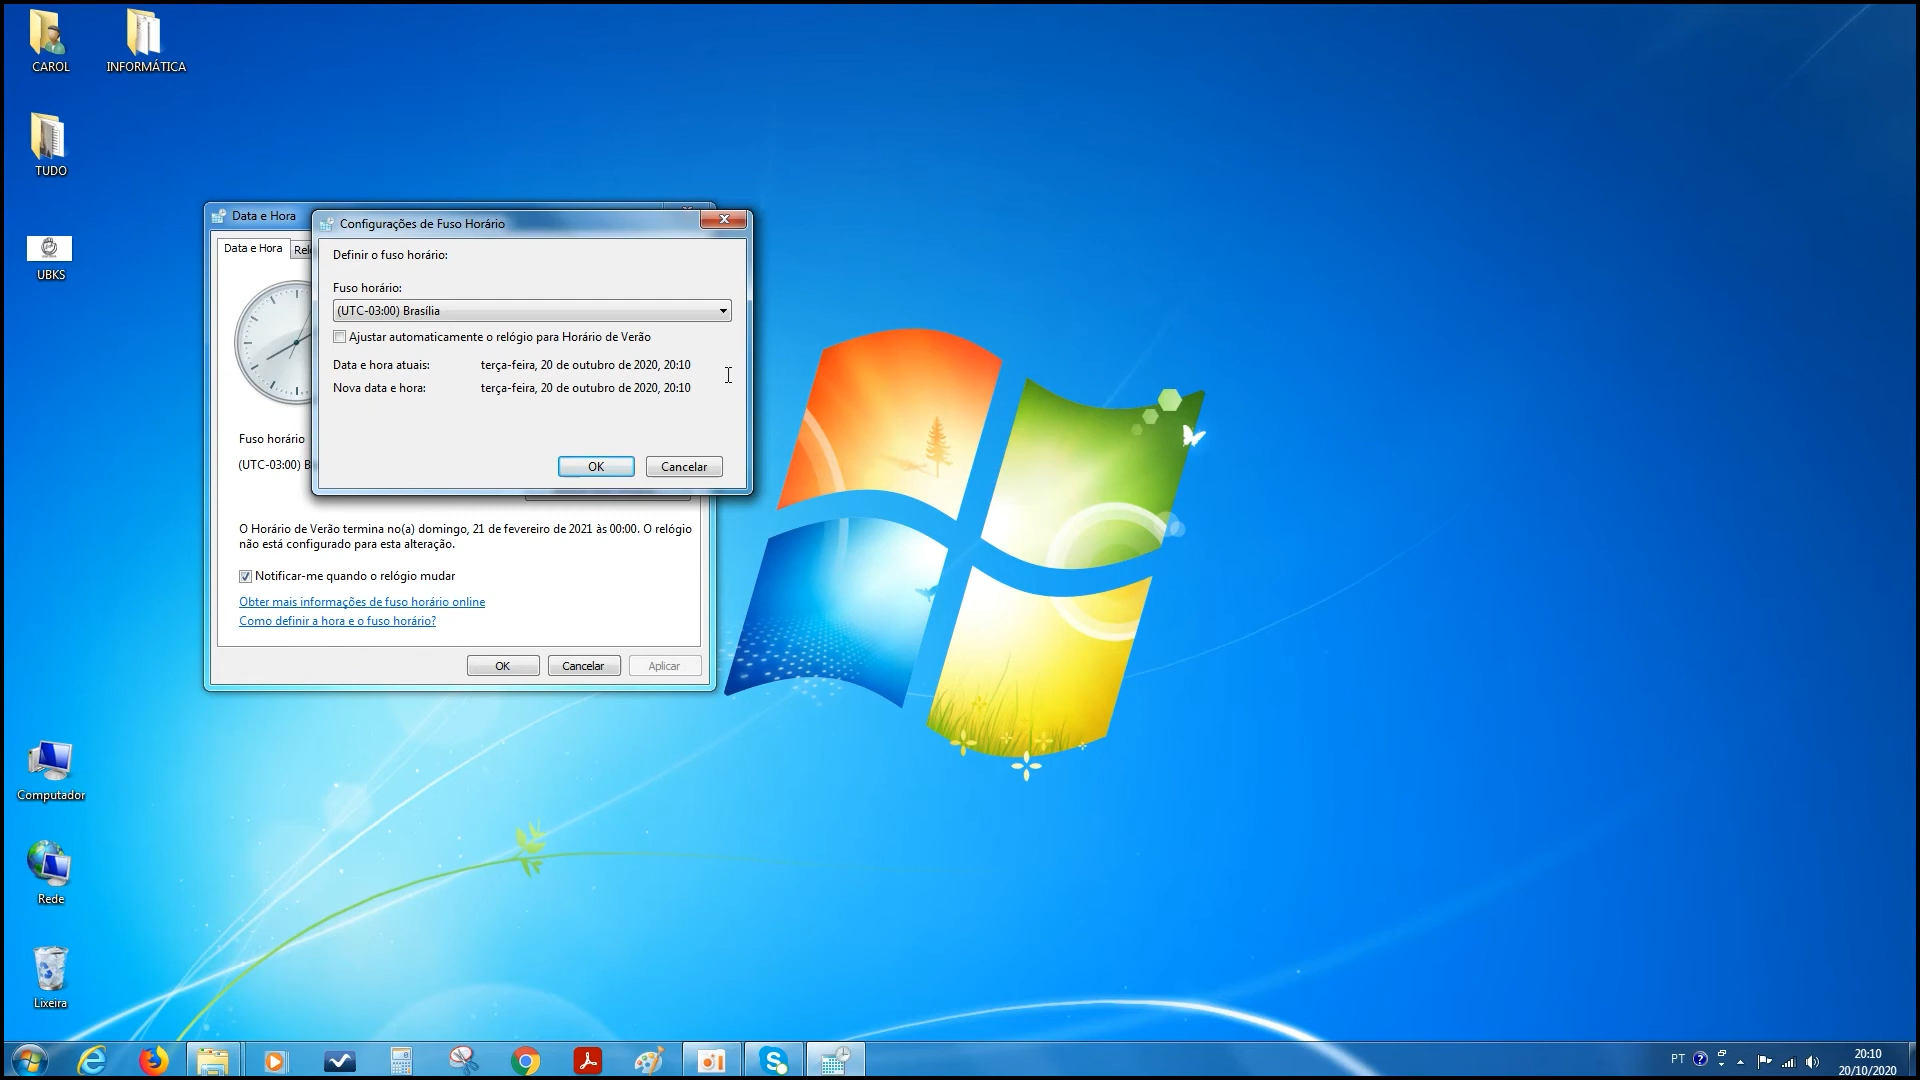 CAROL
INFORMÁTICA
TUDO
UBKS
Data e Hora
Configurações de Fuso Horário
Data e Hora
Definir o fuso horário:
Fuso horário:
(UTC-03:00) Brasília
Ajustar automaticamente o relógio para Horário de Verão
Data e hora atuais: terça-feira, 20 de outubro de 2020, 20:10
Nova data e hora: terça-feira, 20 de outubro de 2020, 20:10
OK
Cancelar
Fuso horário
(UTC-03:00) B
O Horário de Verão termina no(a) domingo, 21 de fevereiro de 2021 às 00:00. O relógio
não está configurado para esta alteração.
Notificar-me quando o relógio mudar
Obter mais informações de fuso horário online
Como definir a hora e o fuso horário?
OK
Cancelar
Aplicar
Computador
Rede
Lixeira
PT
20:10
20/10/2020